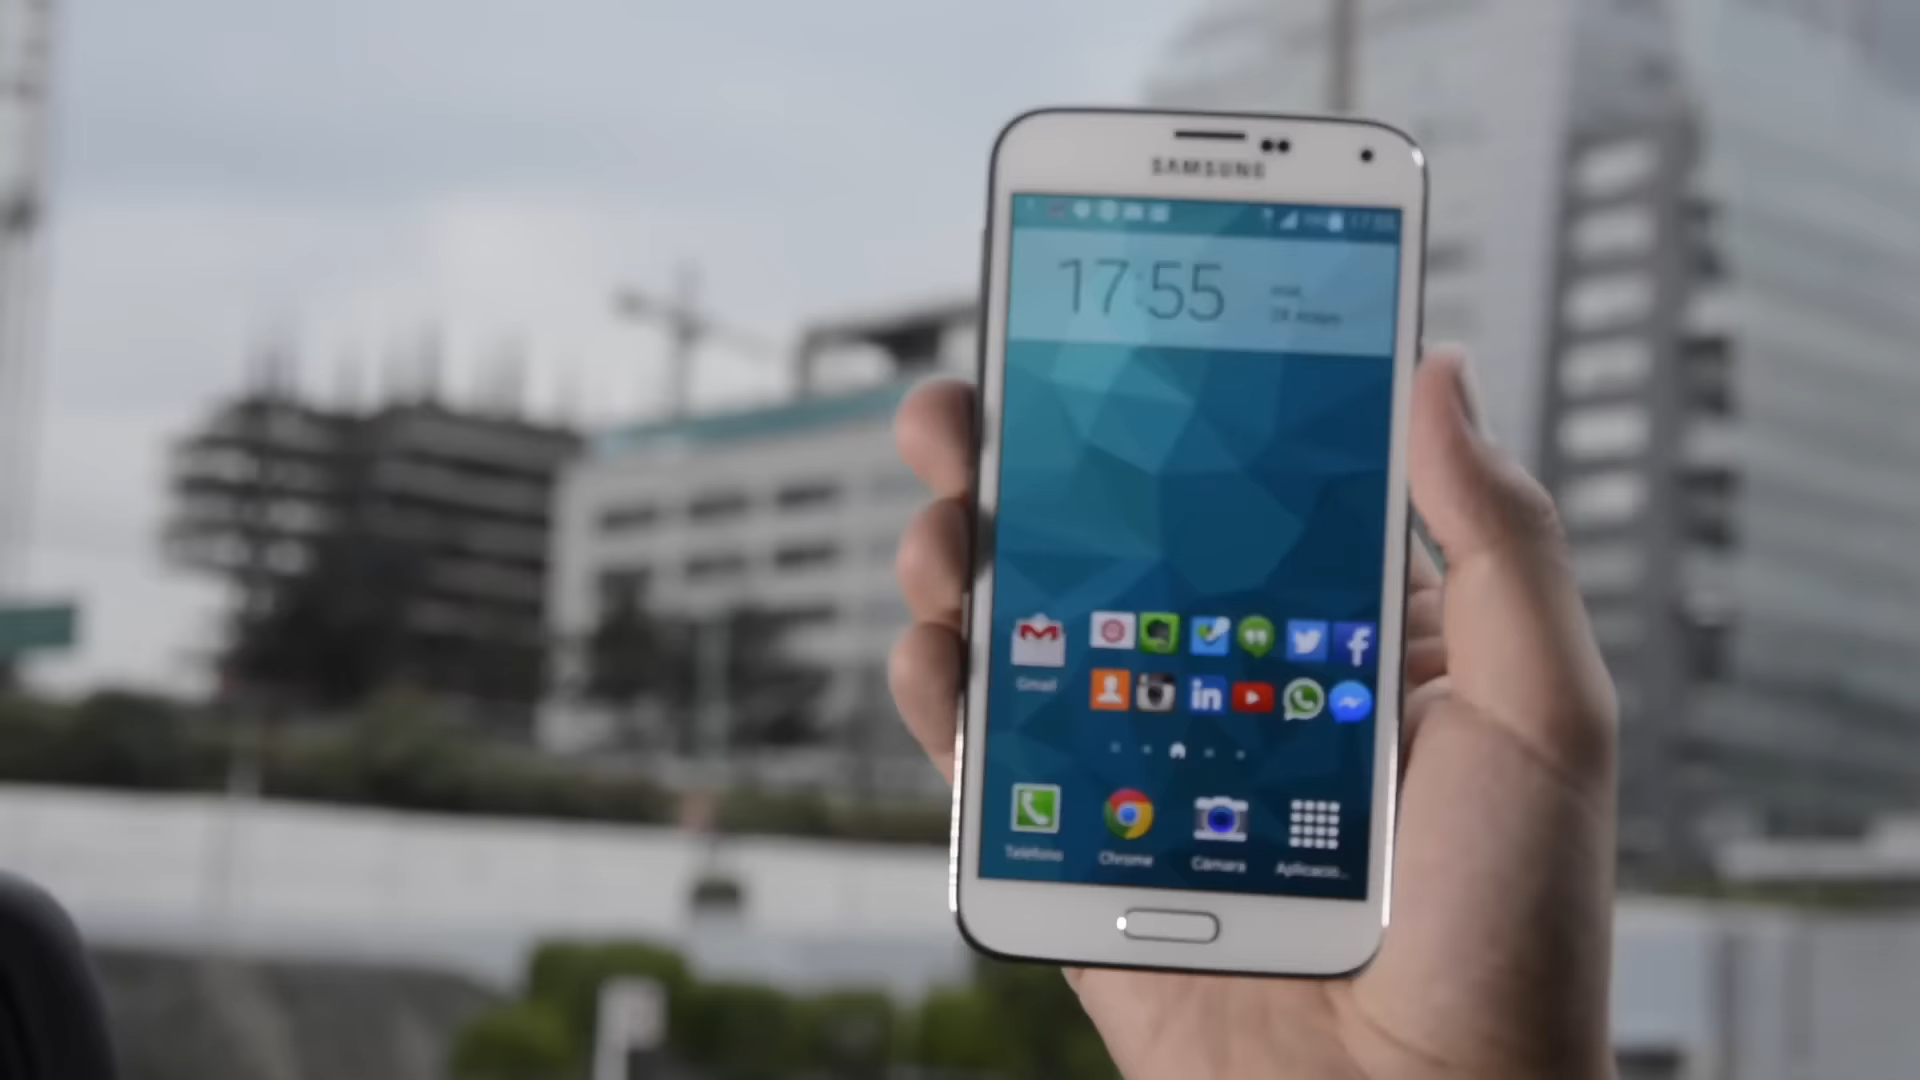 SAMSUNG
17:55
Gmail
Teléfono
Chrome
Cámara
Aplicacio...